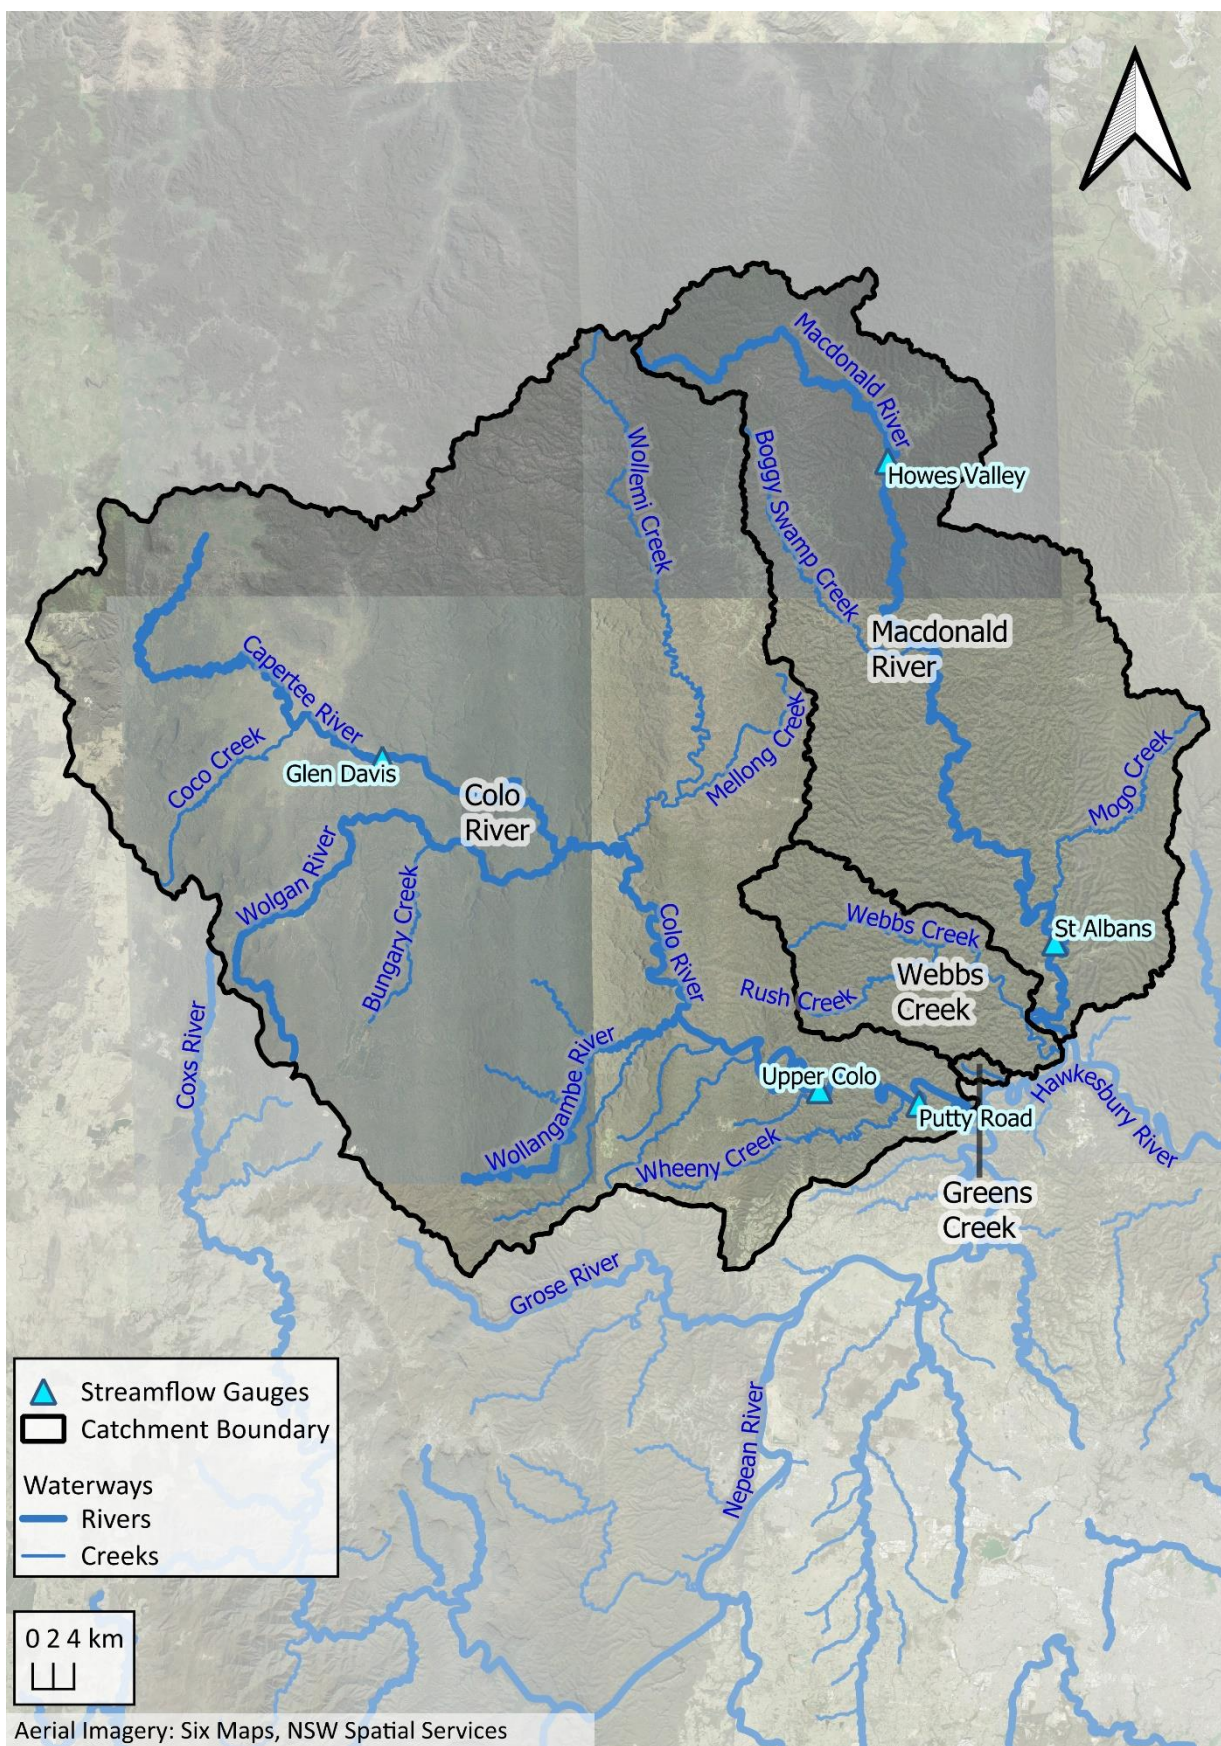 Macdonald River
Wollemi Creek
Boggy Swamp Creek
Howes Valley
Macdonald
River
Capertee River
Coco Creek
Glen Davis
Mellong Creek
Mogo Creek
Colo
River
Wolgan River
Bungary Creek
Colo River
Webbs Creek
St Albans
Rush Creek
Webbs
Creek
Coxs River
Wollangambe River
Upper Colo
Putty Road
Hawkesbury River
Wheeny Creek
Greens
Creek
Grose River
Nepean River
Streamflow Gauges
Catchment Boundary
Waterways
Rivers
Creeks
0 2 4 km
Aerial Imagery: Six Maps, NSW Spatial Services